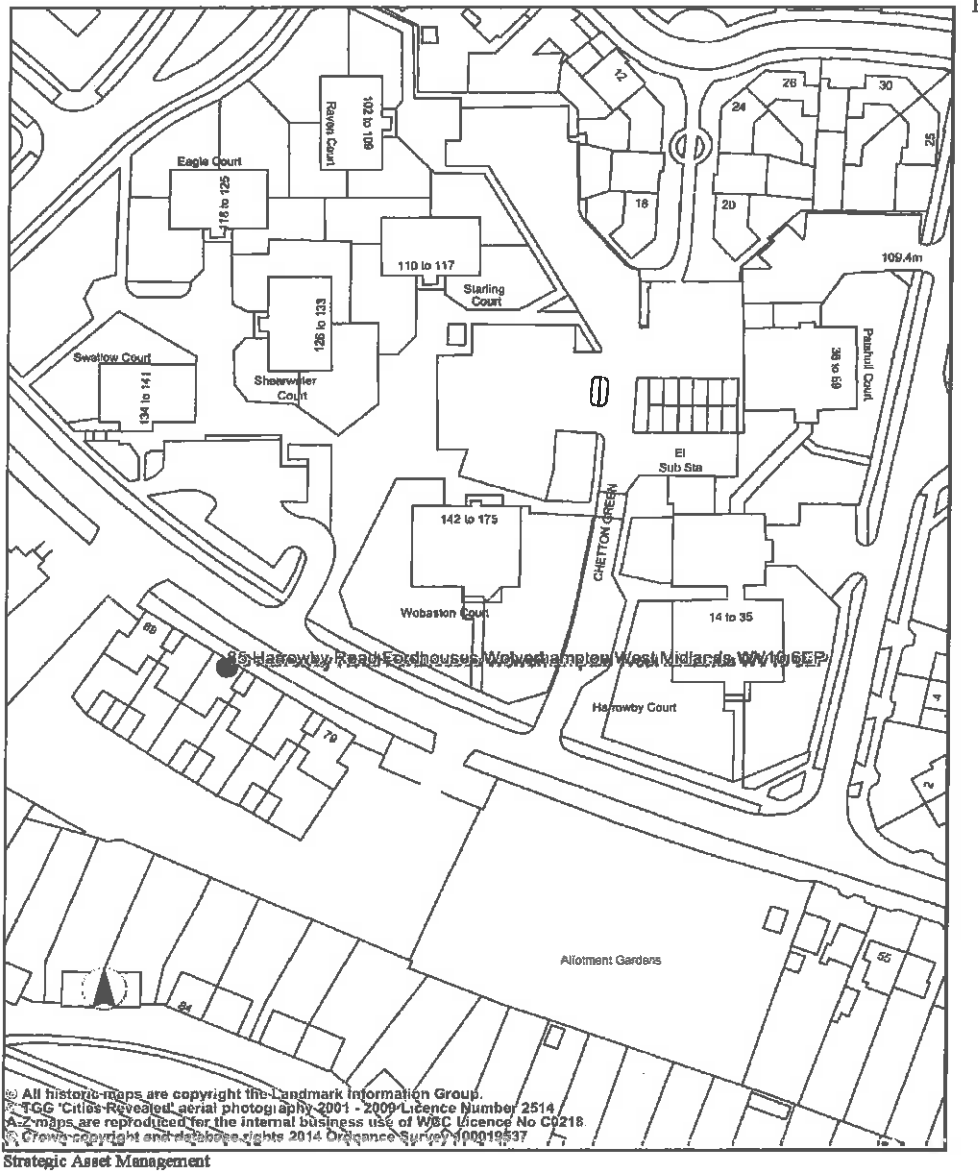 12
26
30
24
25
102 to 109
Raven Court
Eagle Court
118 to 125
18
20
109.4m
110 to 117
Starling
Court
126 to 133
Swallow Court
134 to 141
Shearwater
Court
El
Sub Sta
142 to 175
CHETTON GREEN
Wobaston Court
14 to 35
89
85 Harrowby Road Fordhouses Wolverhampton West Midlands WV10 6EP
Harrowby Court
79
4
2
Allotment Gardens
55
84
© All historic maps are copyright the Landmark Information Group.
© TGG 'Cities Revealed' aerial photography 2001 - 2009 Licence Number 2514
A-Z maps are reproduced for the internal business use of WCC Licence No C0218
© Crown copyright and database rights 2014 Ordnance Survey 100019537
Strategic Asset Management